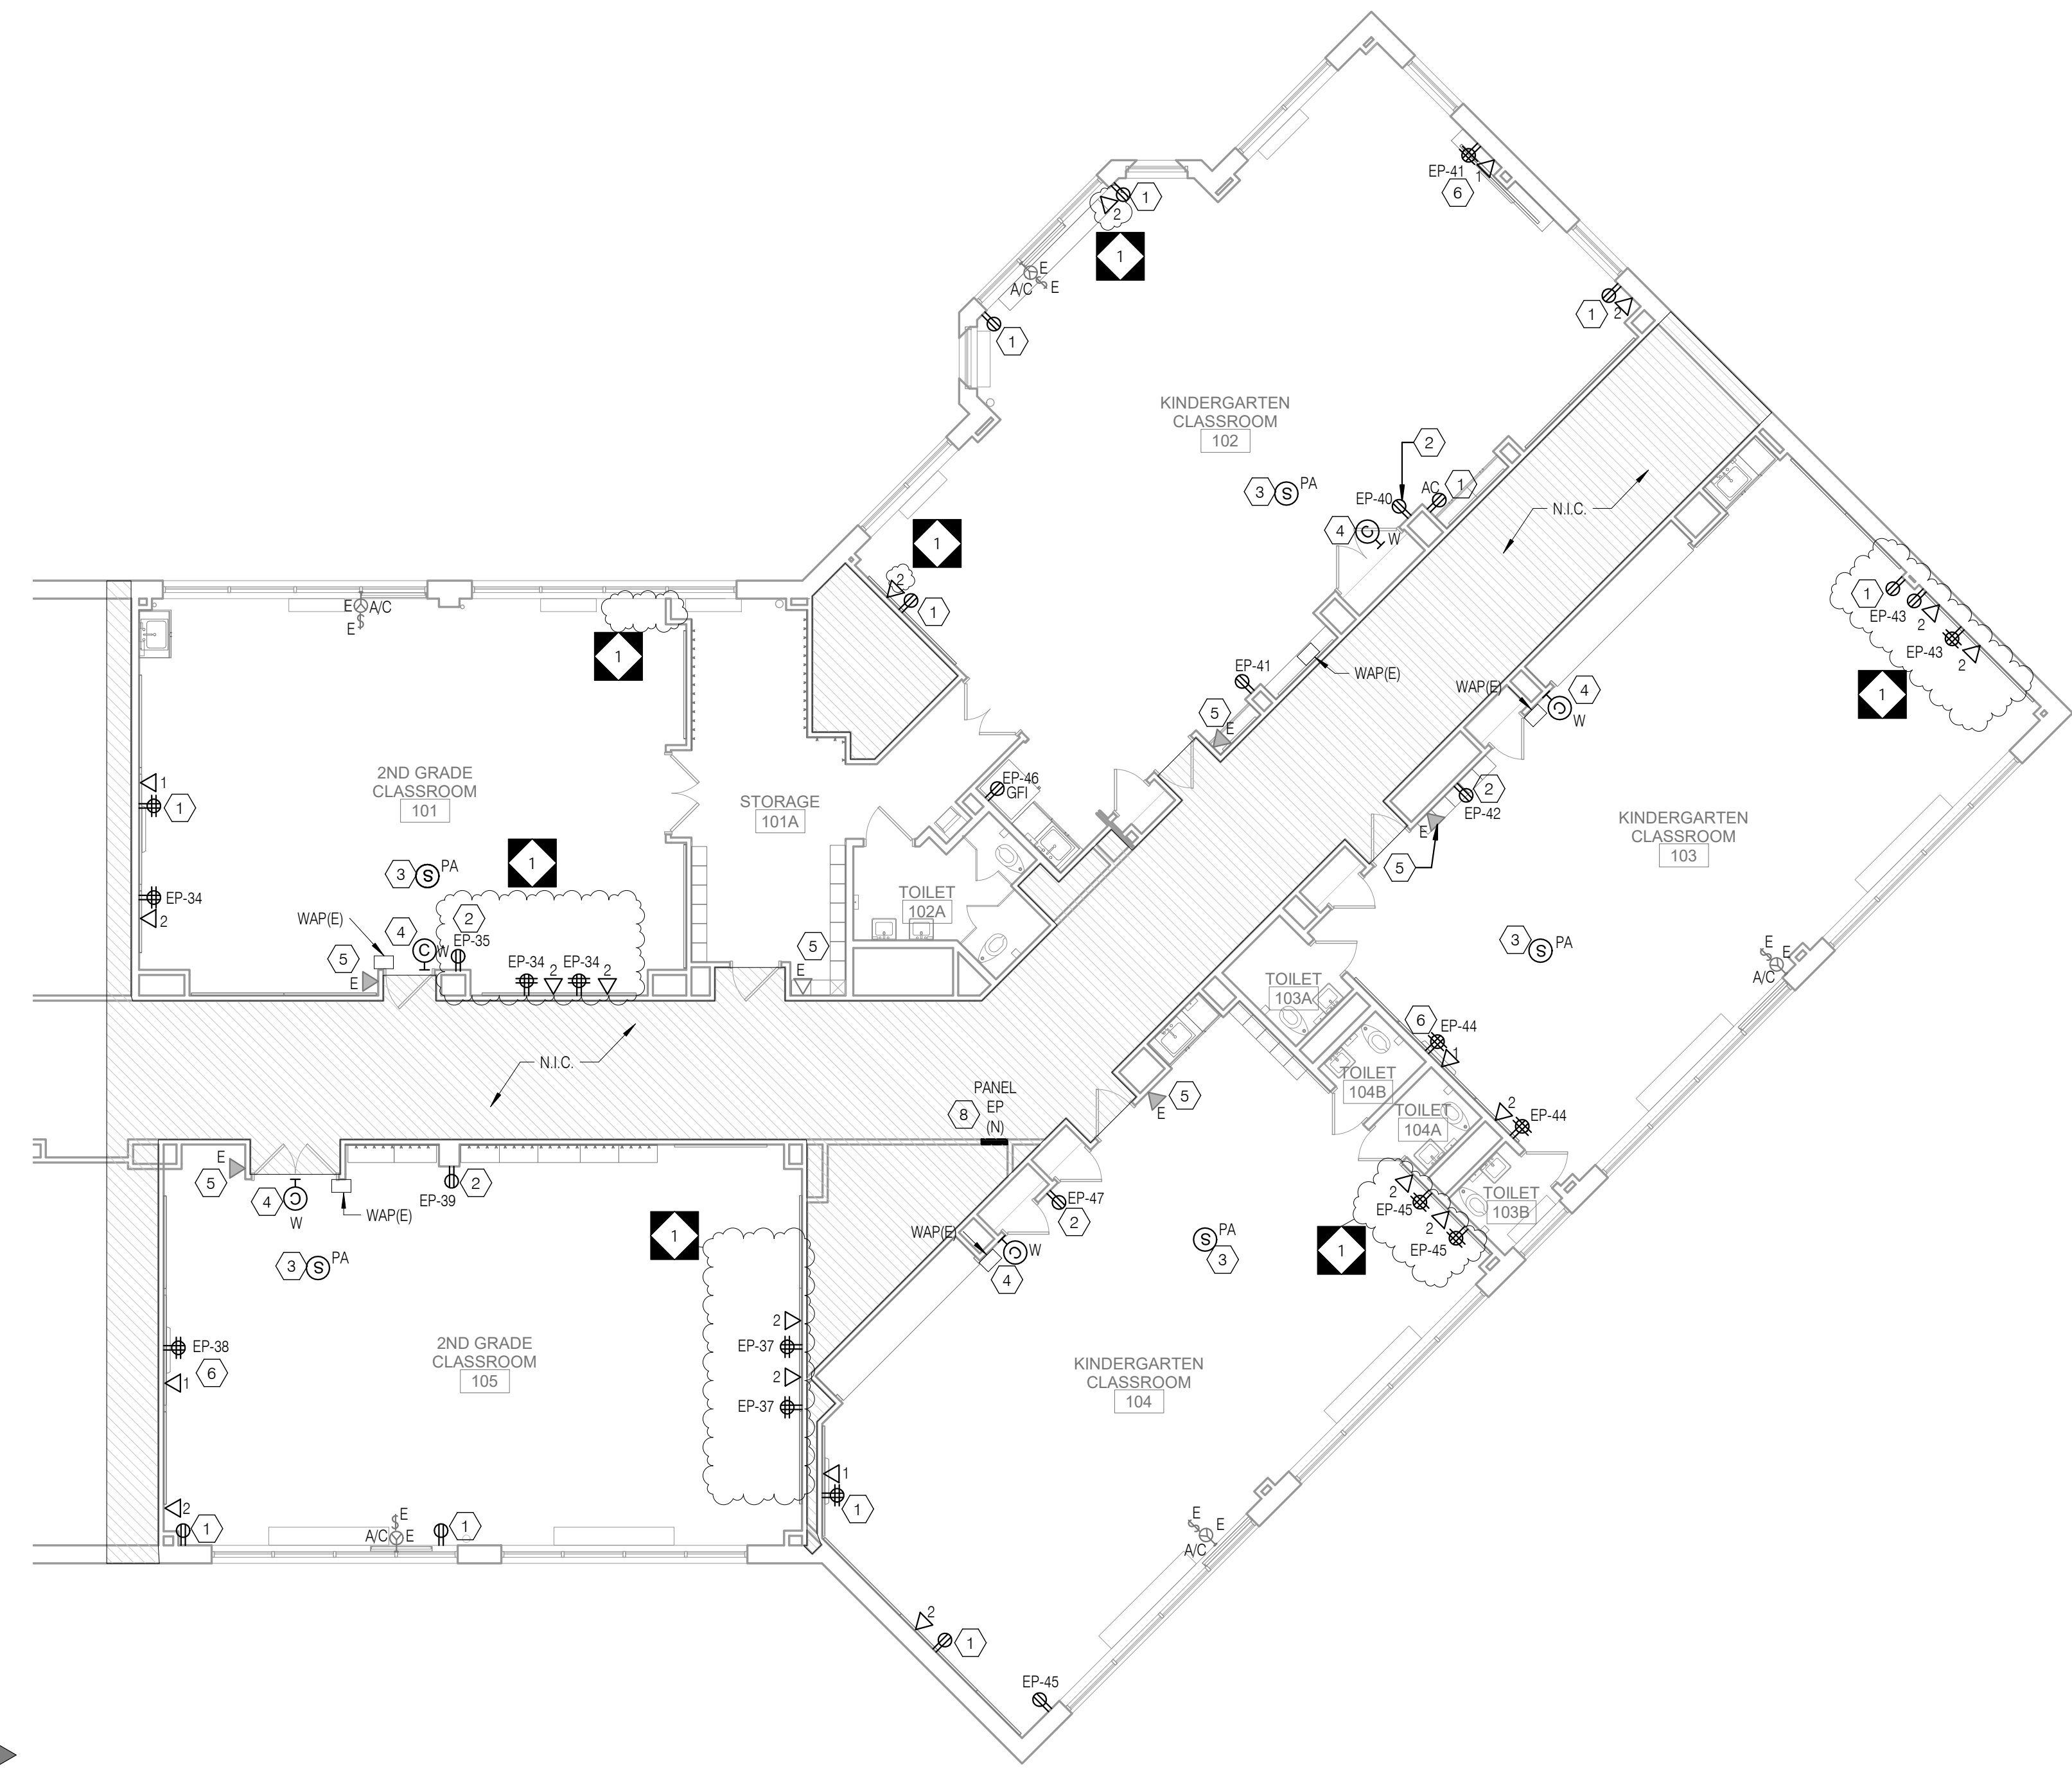 EP-41
1
6
1
2
1
E
A/C
E
1
1
2
KINDERGARTEN
CLASSROOM
102
2
3
S
PA
EP-40
AC
1
4
C
W
N.I.C.
1
2
1
EP-41
WAP(E)
5
E
1
EP-43
2
EP-43
2
1
WAP(E)
4
C
W
E
A/C
E
1
2ND GRADE
CLASSROOM
101
1
1
EP-34
2
3
S
PA
1
WAP(E)
4
C
W
5
E
2
EP-35
EP-34
2
EP-34
2
STORAGE
101A
5
E
EP-46
GFI
TOILET
102A
2
EP-42
E
5
KINDERGARTEN
CLASSROOM
103
3
S
PA
E
E
A/C
TOILET
103A
6
EP-44
1
2
EP-44
TOILET
104B
TOILET
104A
TOILET
103B
N.I.C.
PANEL
EP
(N)
8
5
E
E
5
4
C
W
WAP(E)
EP-39
2
3
S
PA
1
EP-47
2
WAP(E)
C
W
4
S
PA
3
2
EP-45
2
EP-45
1
EP-38
6
1
2ND GRADE
CLASSROOM
105
2
EP-37
2
EP-37
KINDERGARTEN
CLASSROOM
104
1
1
2
1
E
A/C
E
1
E
E
A/C
2
1
EP-45